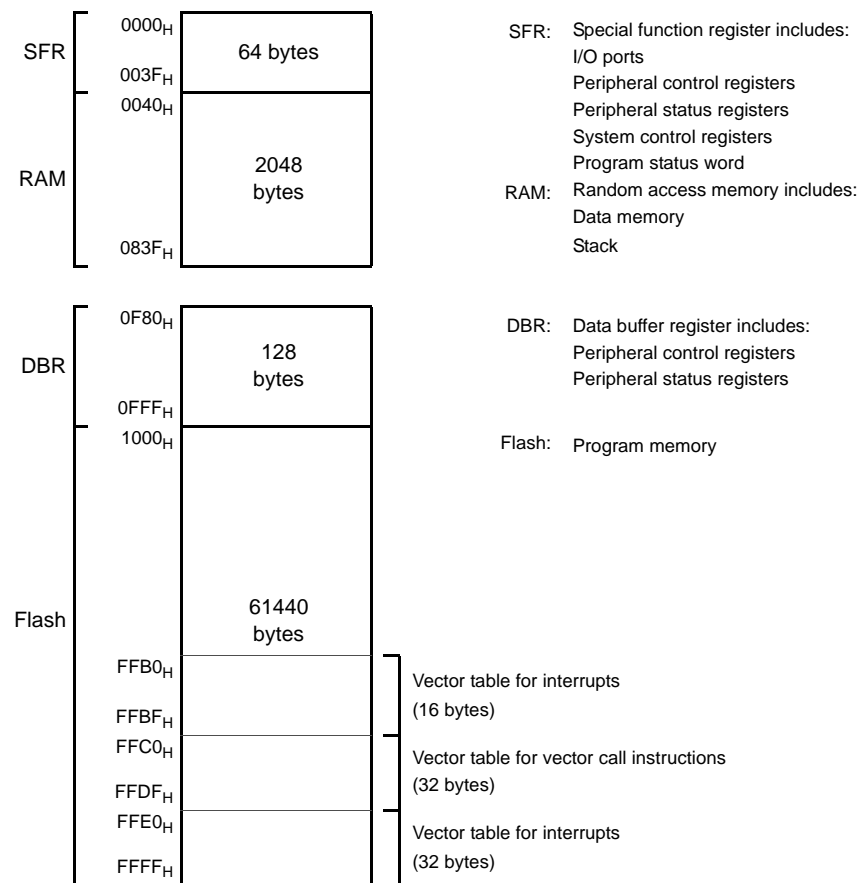 SFR
0000H
003FH
64 bytes
RAM
0040H
083FH
2048
bytes
DBR
0F80H
0FFFH
128
bytes
Flash
1000H
61440
bytes
FFB0H
FFBFH
Vector table for interrupts
(16 bytes)
FFC0H
FFDFH
Vector table for vector call instructions
(32 bytes)
FFE0H
FFFFH
Vector table for interrupts
(32 bytes)
SFR: Special function register includes:
I/O ports
Peripheral control registers
Peripheral status registers
System control registers
Program status word
RAM: Random access memory includes:
Data memory
Stack
DBR: Data buffer register includes:
Peripheral control registers
Peripheral status registers
Flash: Program memory